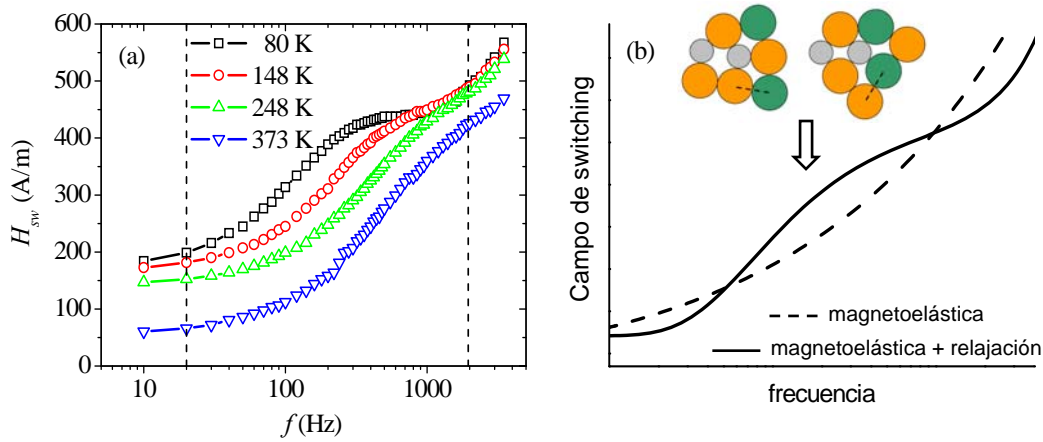 (a)
80 K
148 K
248 K
373 K
600
500
400
300
200
100
0
H_sw (A/m)
10
100
1000
f (Hz)
(b)
Campo de switching
magnetoelástica
magnetoelástica + relajación
frecuencia